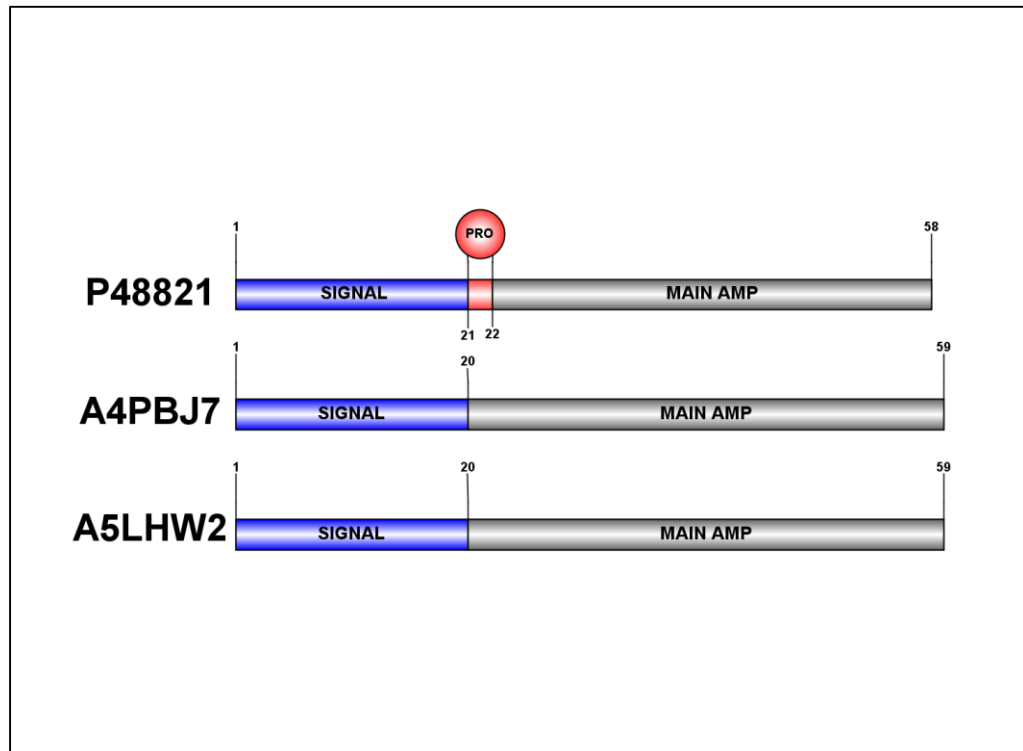 PRO
1 58
P48821 SIGNAL MAIN AMP
21 22
1 20 59
A4PBJ7 SIGNAL MAIN AMP
1 20 59
A5LHW2 SIGNAL MAIN AMP